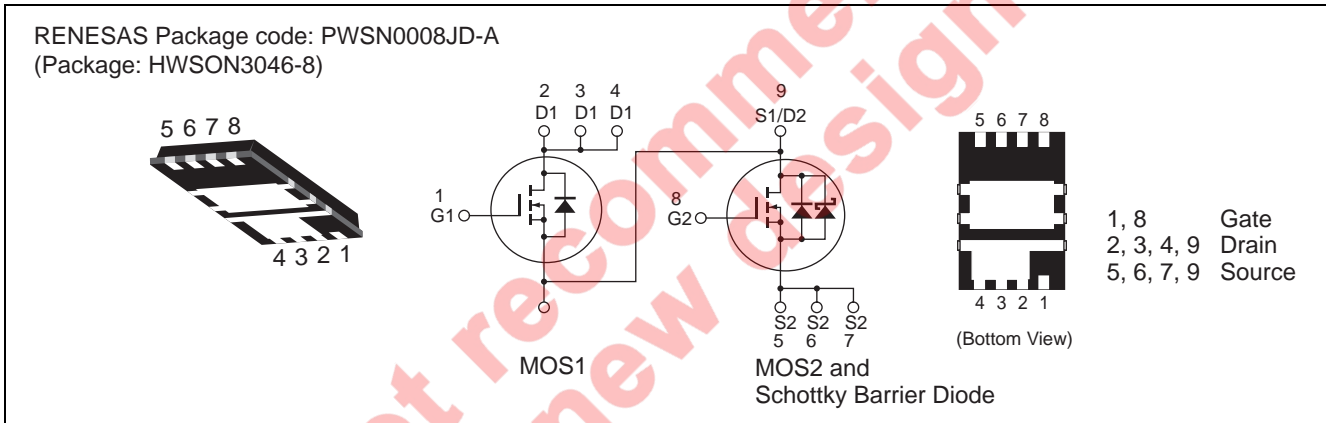 RENESAS Package code: PWSN0008JD-A
(Package: HWSON3046-8)
5 6 7 8
4 3 2 1
2 3 4
D1 D1 D1
1
G1
MOS1
9
S1/D2
8
G2
S2 S2 S2
5 6 7
MOS2 and
Schottky Barrier Diode
5 6 7 8
4 3 2 1
(Bottom View)
1, 8 Gate
2, 3, 4, 9 Drain
5, 6, 7, 9 Source
new design